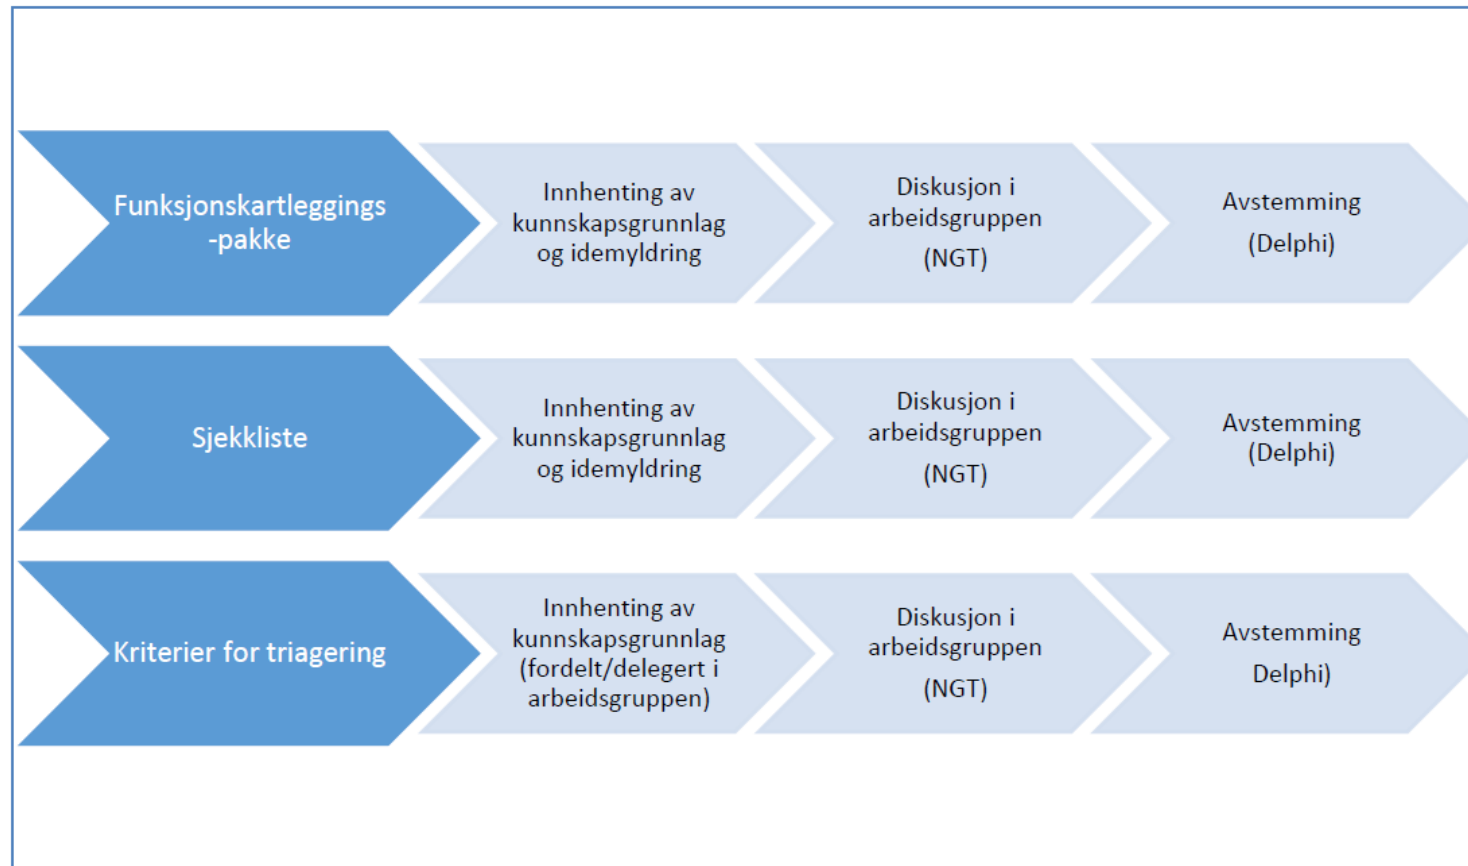 Funksjonskartleggings
-pakke
Innhenting av
kunnskapsgrunnlag
og idemyldring
Diskusjon i
arbeidsgruppen
(NGT)
Avstemming
(Delphi)
Sjekkliste
Innhenting av
kunnskapsgrunnlag
og idemyldring
Diskusjon i
arbeidsgruppen
(NGT)
Avstemming
(Delphi)
Kriterier for triagering
Innhenting av
kunnskapsgrunnlag
(fordelt/delegert i
arbeidsgruppen)
Diskusjon i
arbeidsgruppen
(NGT)
Avstemming
Delphi)